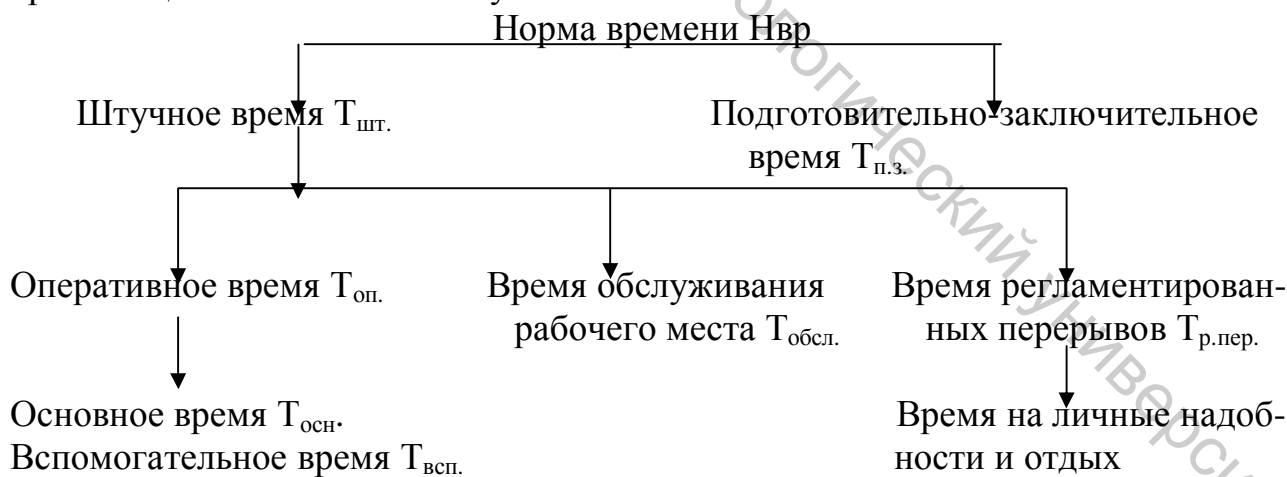 Норма времени Нвр
Штучное время Тшт. Подготовительно-заключительное
время Тп.з.
Оперативное время Топ. Время обслуживания Время регламентирован-
рабочего места Тобсл. ных перерывов Тр.пер.
Основное время Тосн. Время на личные надоб-
Вспомогательное время Твсп. ности и отдых